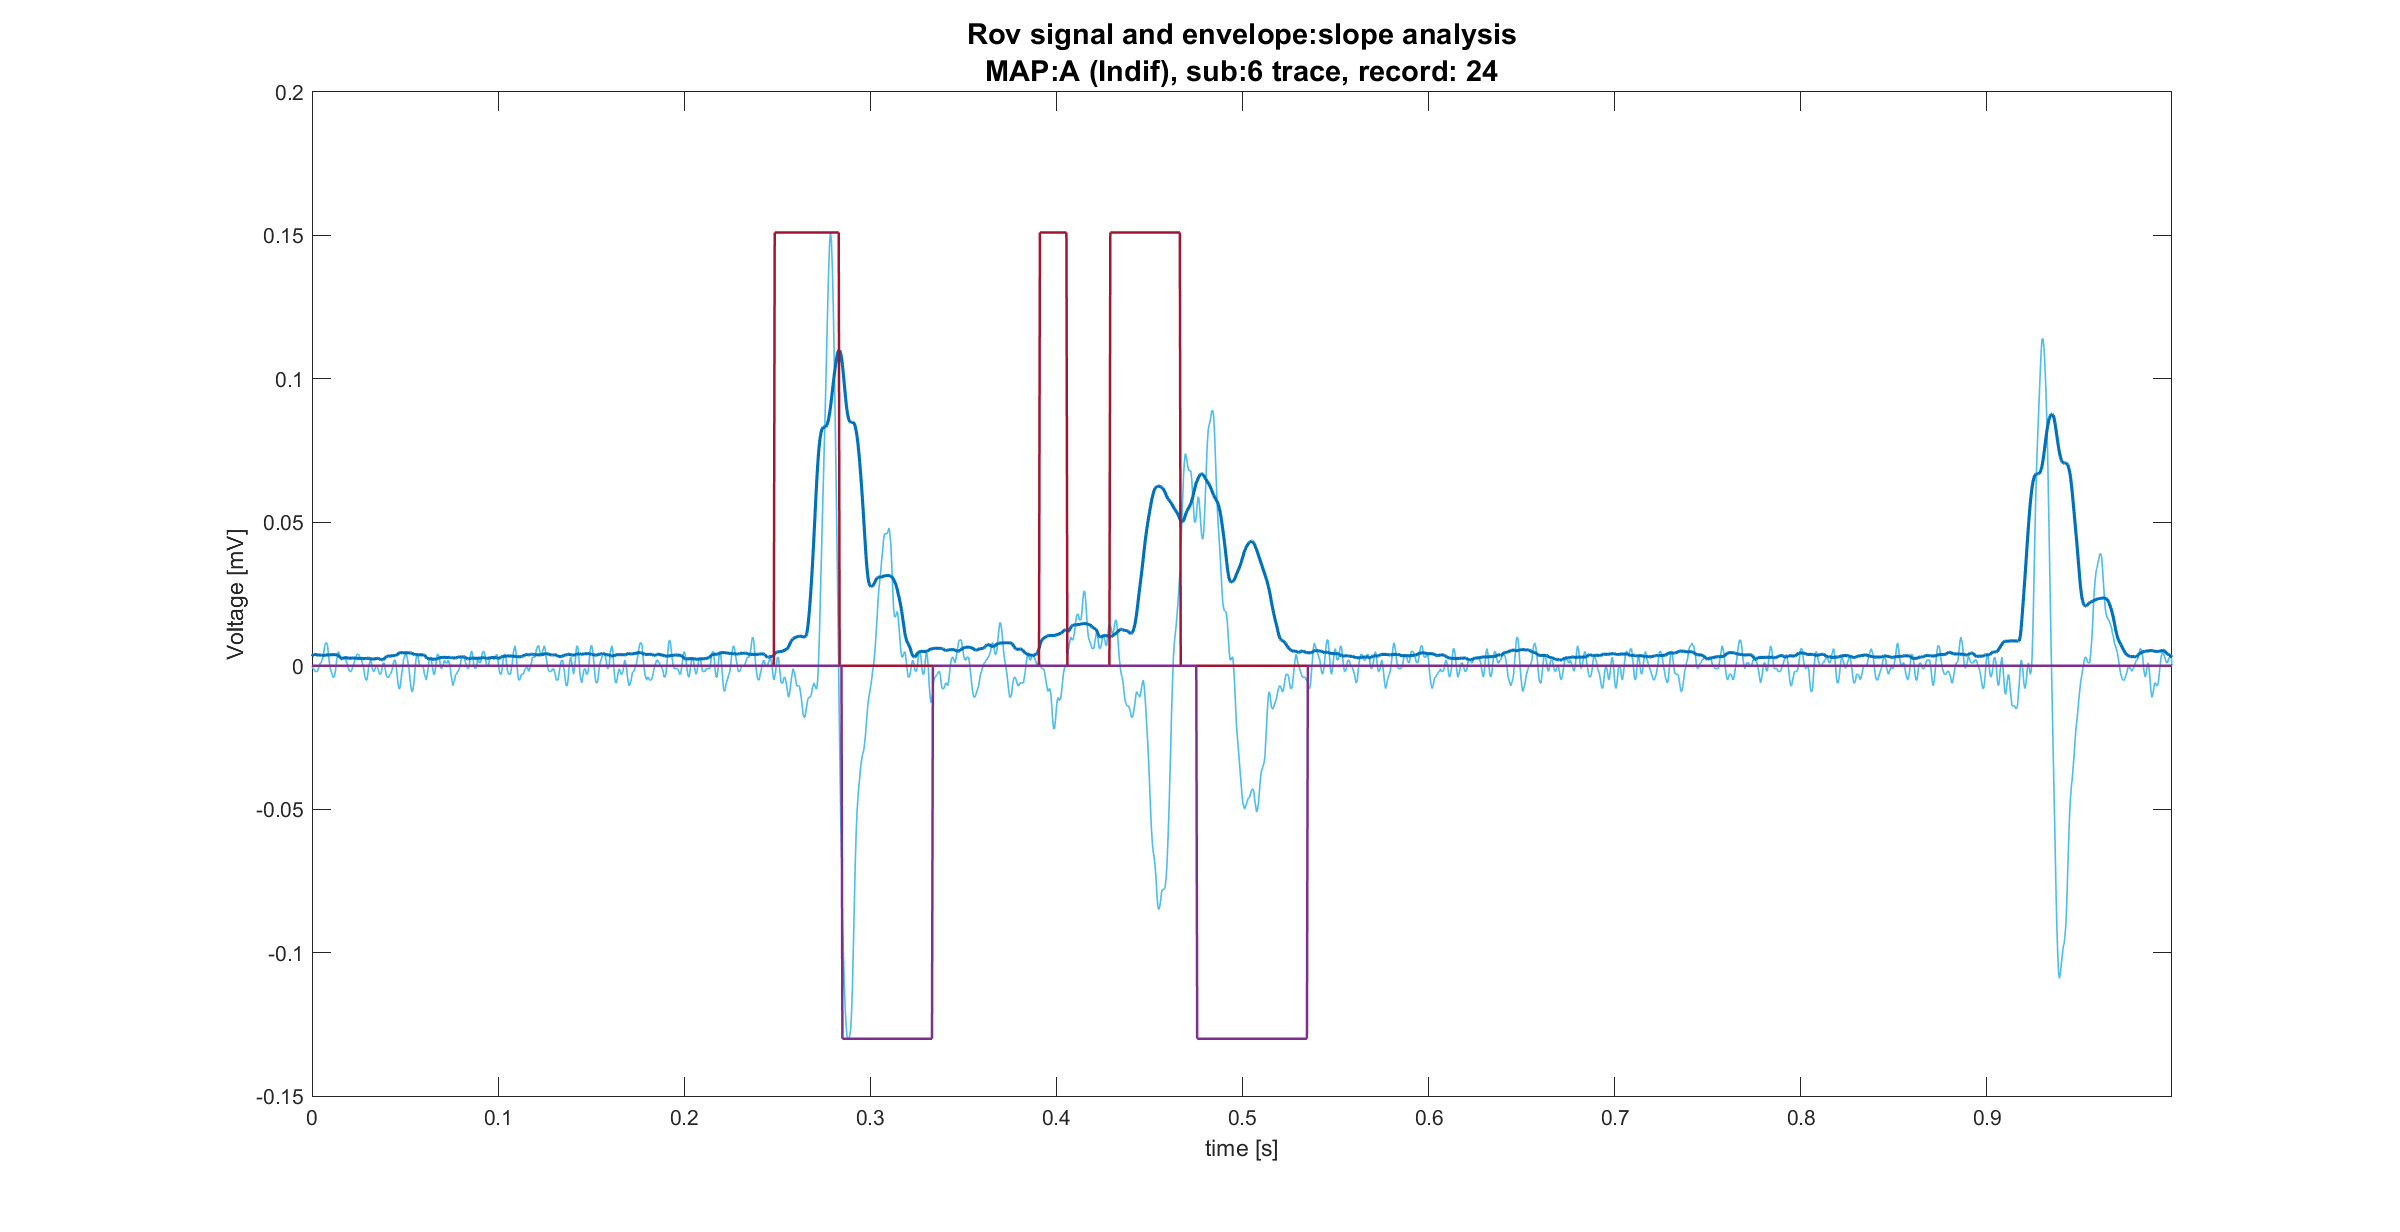 Rov signal and envelope:slope analysis
MAP:A (Indif), sub:6 trace, record: 24
0.2
0.15
0.1
0.05
0
-0.05
-0.1
-0.15
Voltage [mV]
0 0.1 0.2 0.3 0.4 0.5 0.6 0.7 0.8 0.9
time [s]